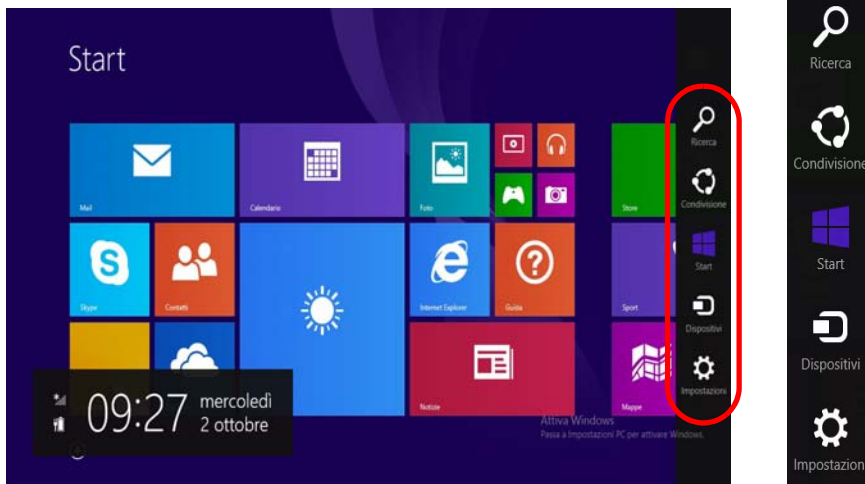 Start
Mail
Calendario
Foto
Store
Skype
Contatti
Internet Explorer
Guida
Sport
Notizie
Mappe
09:27
mercoledì
2 ottobre
Attiva Windows
Passa a Impostazioni PC per attivare Windows.
Ricerca
Condivisione
Start
Dispositivi
Impostazioni
Ricerca
Condivisione
Start
Dispositivi
Impostazion